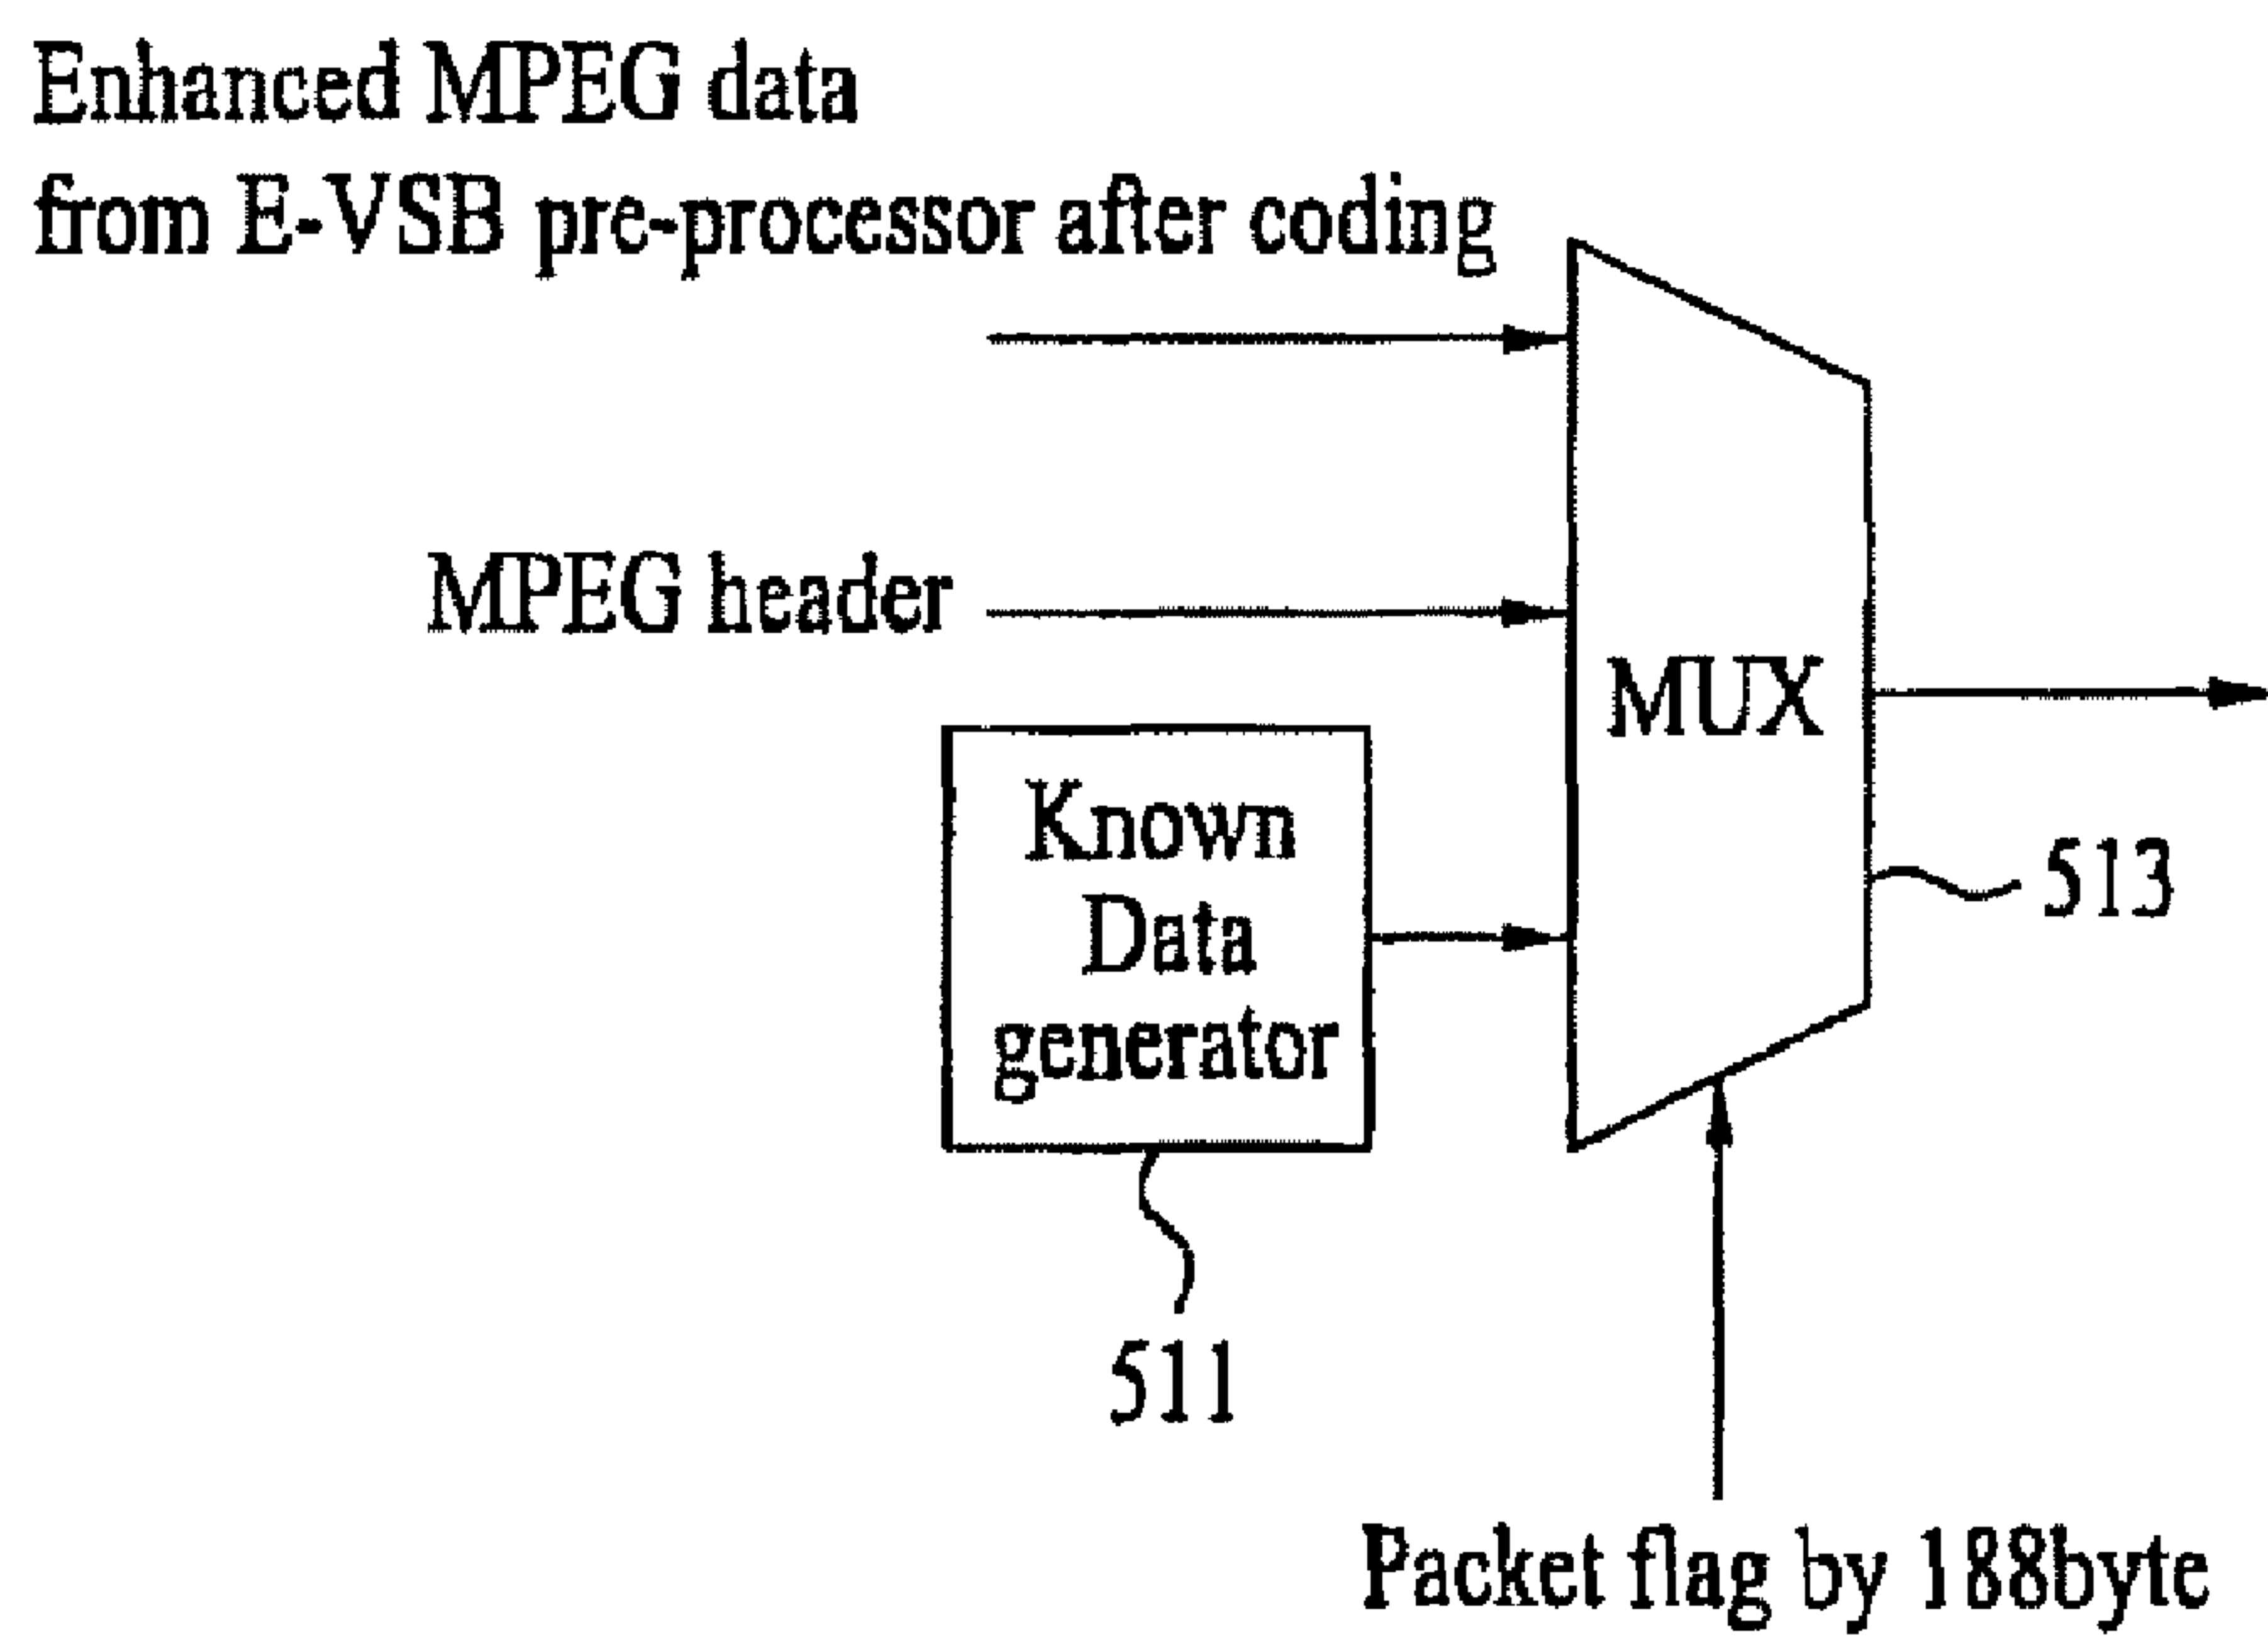 Enhanced MPEG data
from E-VSB pre-processor after coding
MPEG header
MUX
Known
Data
generator
513
511
Packet flag by 188byte